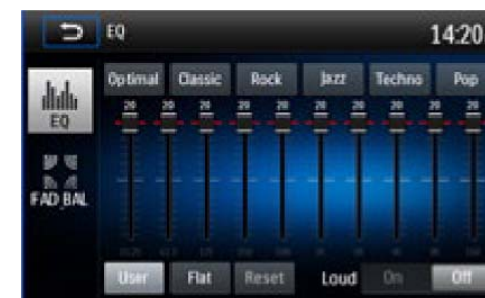 EQ 14:20
Optimal Classic Rock Jazz Techno Pop
20 20 20 20 20 20 20 20 20 20
EQ
FAD BAL
User Flat Reset Loud On Off